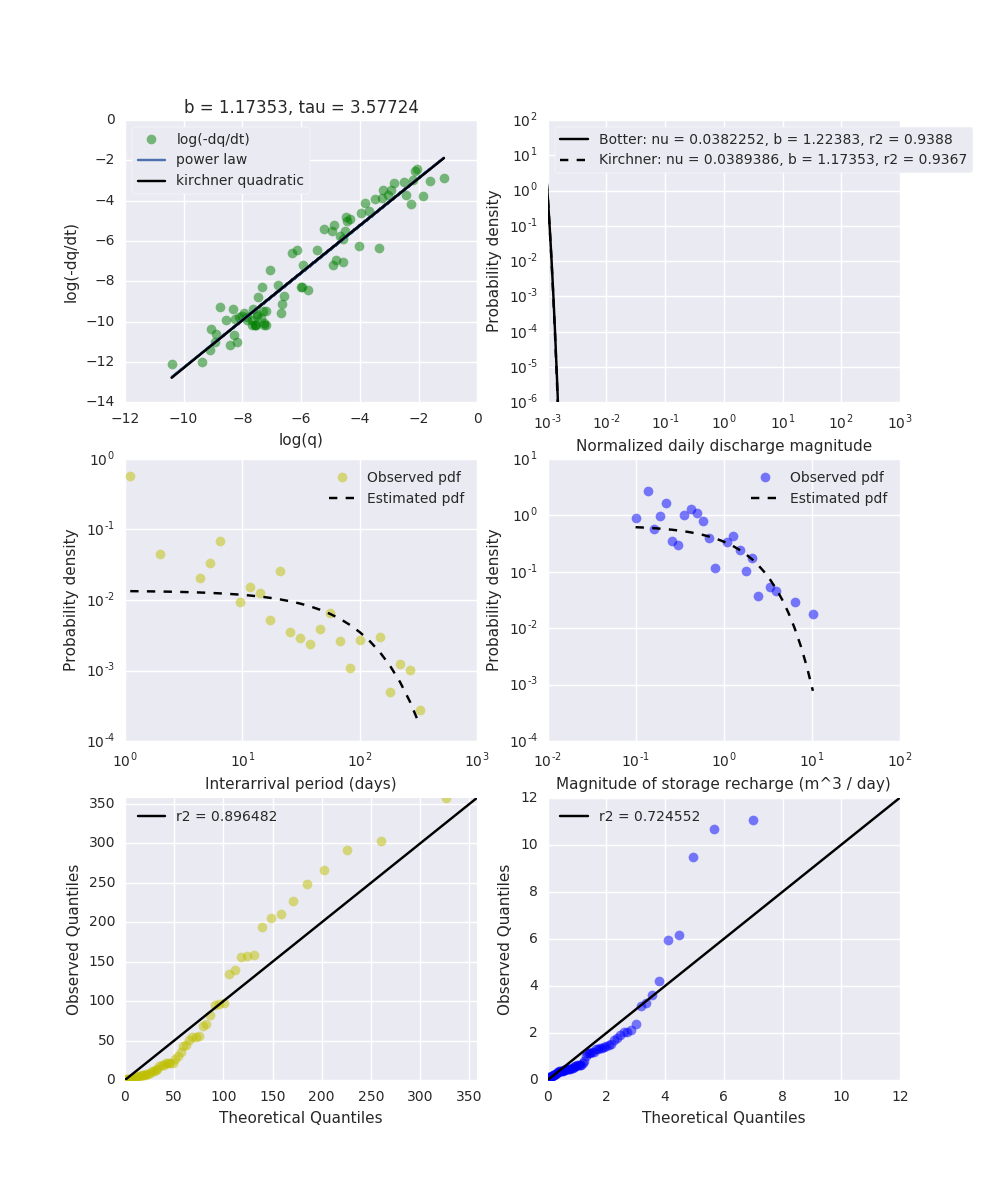 b = 1.17353, tau = 3.57724
log(-dq/dt)
power law
kirchner quadratic
0
−2
−4
−6
−8
−10
−12
−14
log(-dq/dt)
−12 −10 −8 −6 −4 −2 0
log(q)
Botter: nu = 0.0382252, b = 1.22383, r2 = 0.9388
Kirchner: nu = 0.0389386, b = 1.17353, r2 = 0.9367
10^2
10^1
10^0
10^-1
10^-2
10^-3
10^-4
10^-5
10^-6
Probability density
10^-3 10^-2 10^-1 10^0 10^1 10^2 10^3
Normalized daily discharge magnitude
Observed pdf
Estimated pdf
10^0
10^-1
10^-2
10^-3
10^-4
Probability density
10^0 10^1 10^2 10^3
Interarrival period (days)
Observed pdf
Estimated pdf
10^1
10^0
10^-1
10^-2
10^-3
10^-4
Probability density
10^-2 10^-1 10^0 10^1 10^2
Magnitude of storage recharge (m^3 / day)
r2 = 0.896482
350
300
250
200
150
100
50
0
Observed Quantiles
0 50 100 150 200 250 300 350
Theoretical Quantiles
r2 = 0.724552
12
10
8
6
4
2
0
Observed Quantiles
0 2 4 6 8 10 12
Theoretical Quantiles